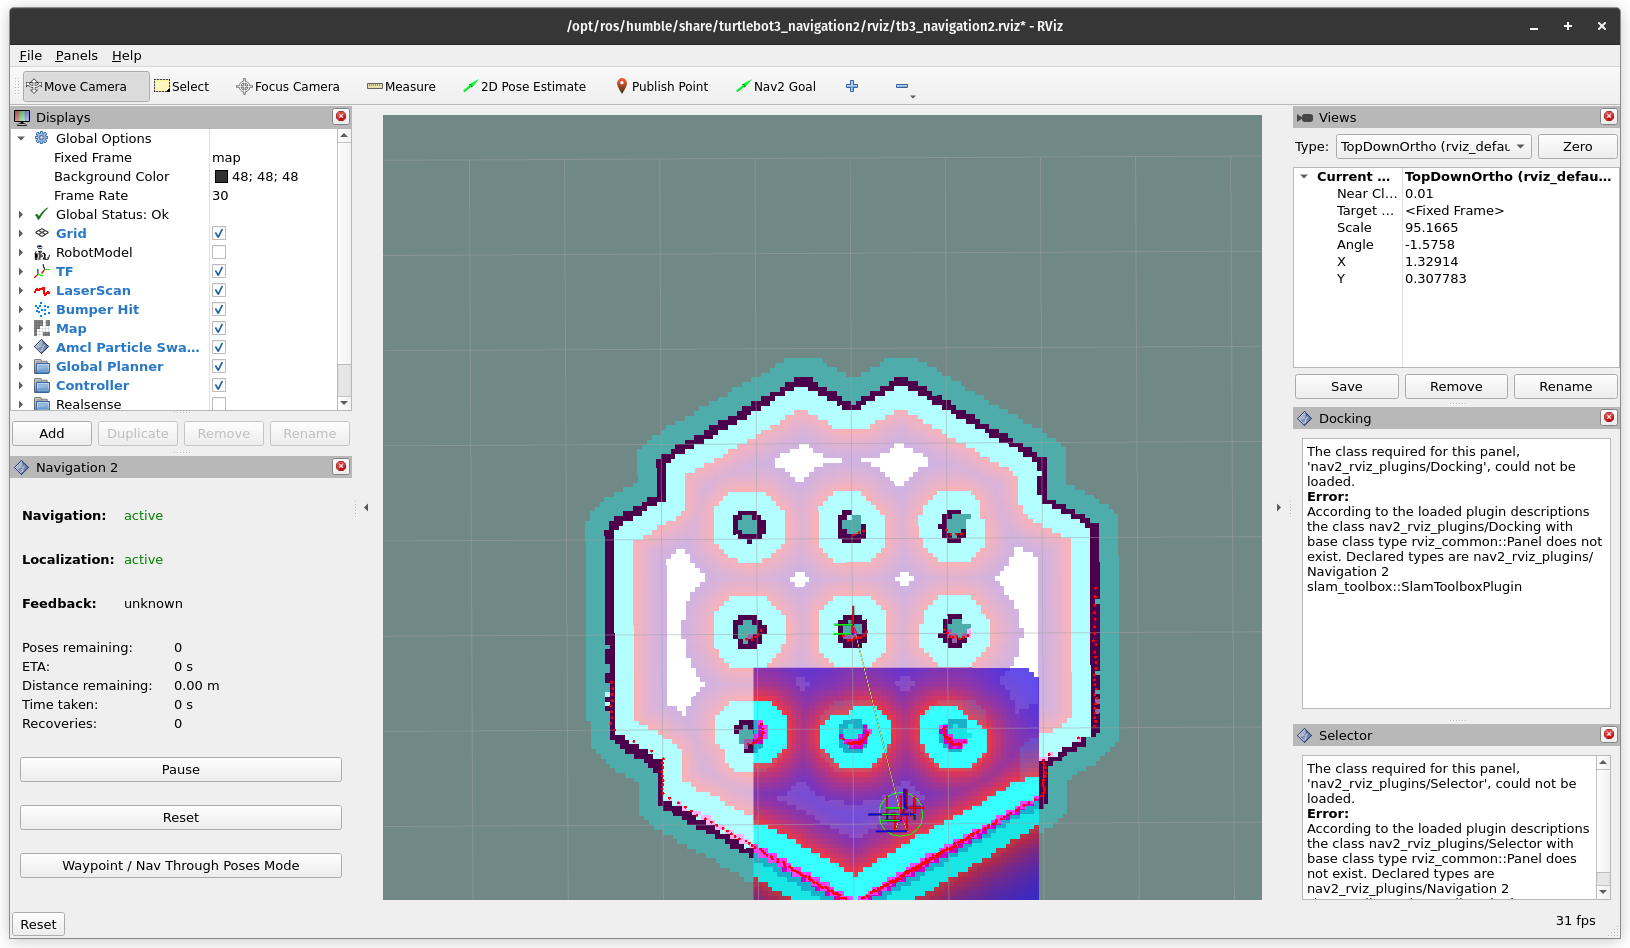 /opt/ros/humble/share/turtlebot3_navigation2/rviz/tb3_navigation2.rviz* - RViz
File Panels Help
Move Camera Select Focus Camera Measure 2D Pose Estimate Publish Point Nav2 Goal
Displays
Global Options
Fixed Frame map
Background Color 48; 48; 48
Frame Rate 30
Global Status: Ok
Grid
RobotModel
TF
LaserScan
Bumper Hit
Map
Amcl Particle Swa...
Global Planner
Controller
Realsense
Add Duplicate Remove Rename
Navigation 2
Navigation: active
Localization: active
Feedback: unknown
Poses remaining: 0
ETA: 0 s
Distance remaining: 0.00 m
Time taken: 0 s
Recoveries: 0
Pause
Reset
Waypoint / Nav Through Poses Mode
Reset
Views
Type: TopDownOrtho (rviz_defau Zero
Current ... TopDownOrtho (rviz_defau...
Near Cl... 0.01
Target ... <Fixed Frame>
Scale 95.1665
Angle -1.5758
X 1.32914
Y 0.307783
Save Remove Rename
Docking
The class required for this panel,
'nav2_rviz_plugins/Docking', could not be
loaded.
Error:
According to the loaded plugin descriptions
the class nav2_rviz_plugins/Docking with
base class type rviz_common::Panel does not
exist. Declared types are nav2_rviz_plugins/
Navigation 2
slam_toolbox::SlamToolboxPlugin
Selector
The class required for this panel,
'nav2_rviz_plugins/Selector', could not be
loaded.
Error:
According to the loaded plugin descriptions
the class nav2_rviz_plugins/Selector with
base class type rviz_common::Panel does
not exist. Declared types are
nav2_rviz_plugins/Navigation 2
31 fps